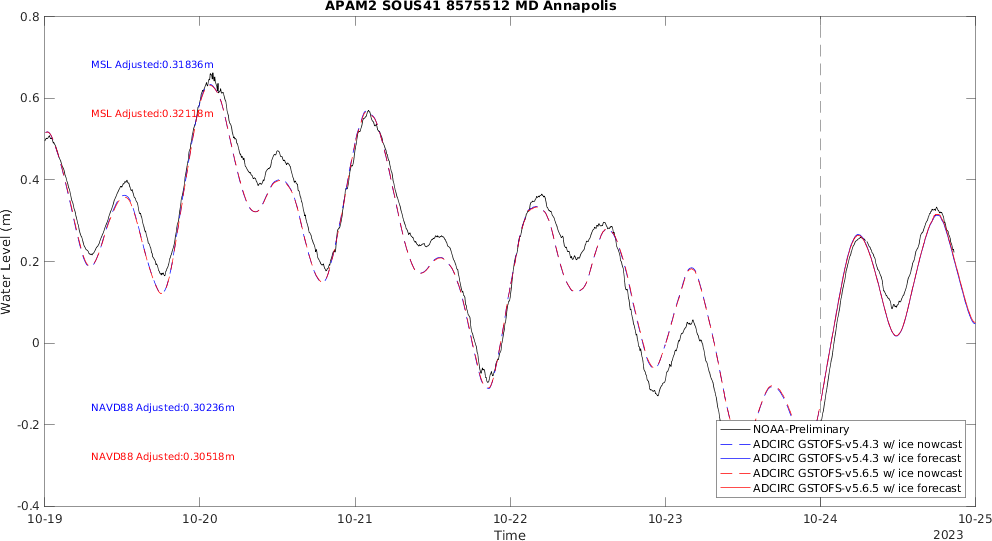 APAM2 SOUS41 8575512 MD Annapolis
0.8
0.6
0.4
0.2
0
-0.2
-0.4
Water Level (m)
MSL Adjusted:0.31836m
MSL Adjusted:0.32118m
NAVD88 Adjusted:0.30236m
NAVD88 Adjusted:0.30518m
NOAA-Preliminary
ADCIRC GSTOFS-v5.4.3 w/ ice nowcast
ADCIRC GSTOFS-v5.4.3 w/ ice forecast
ADCIRC GSTOFS-v5.6.5 w/ ice nowcast
ADCIRC GSTOFS-v5.6.5 w/ ice forecast
10-19 10-20 10-21 10-22 10-23 10-24 10-25
Time
2023